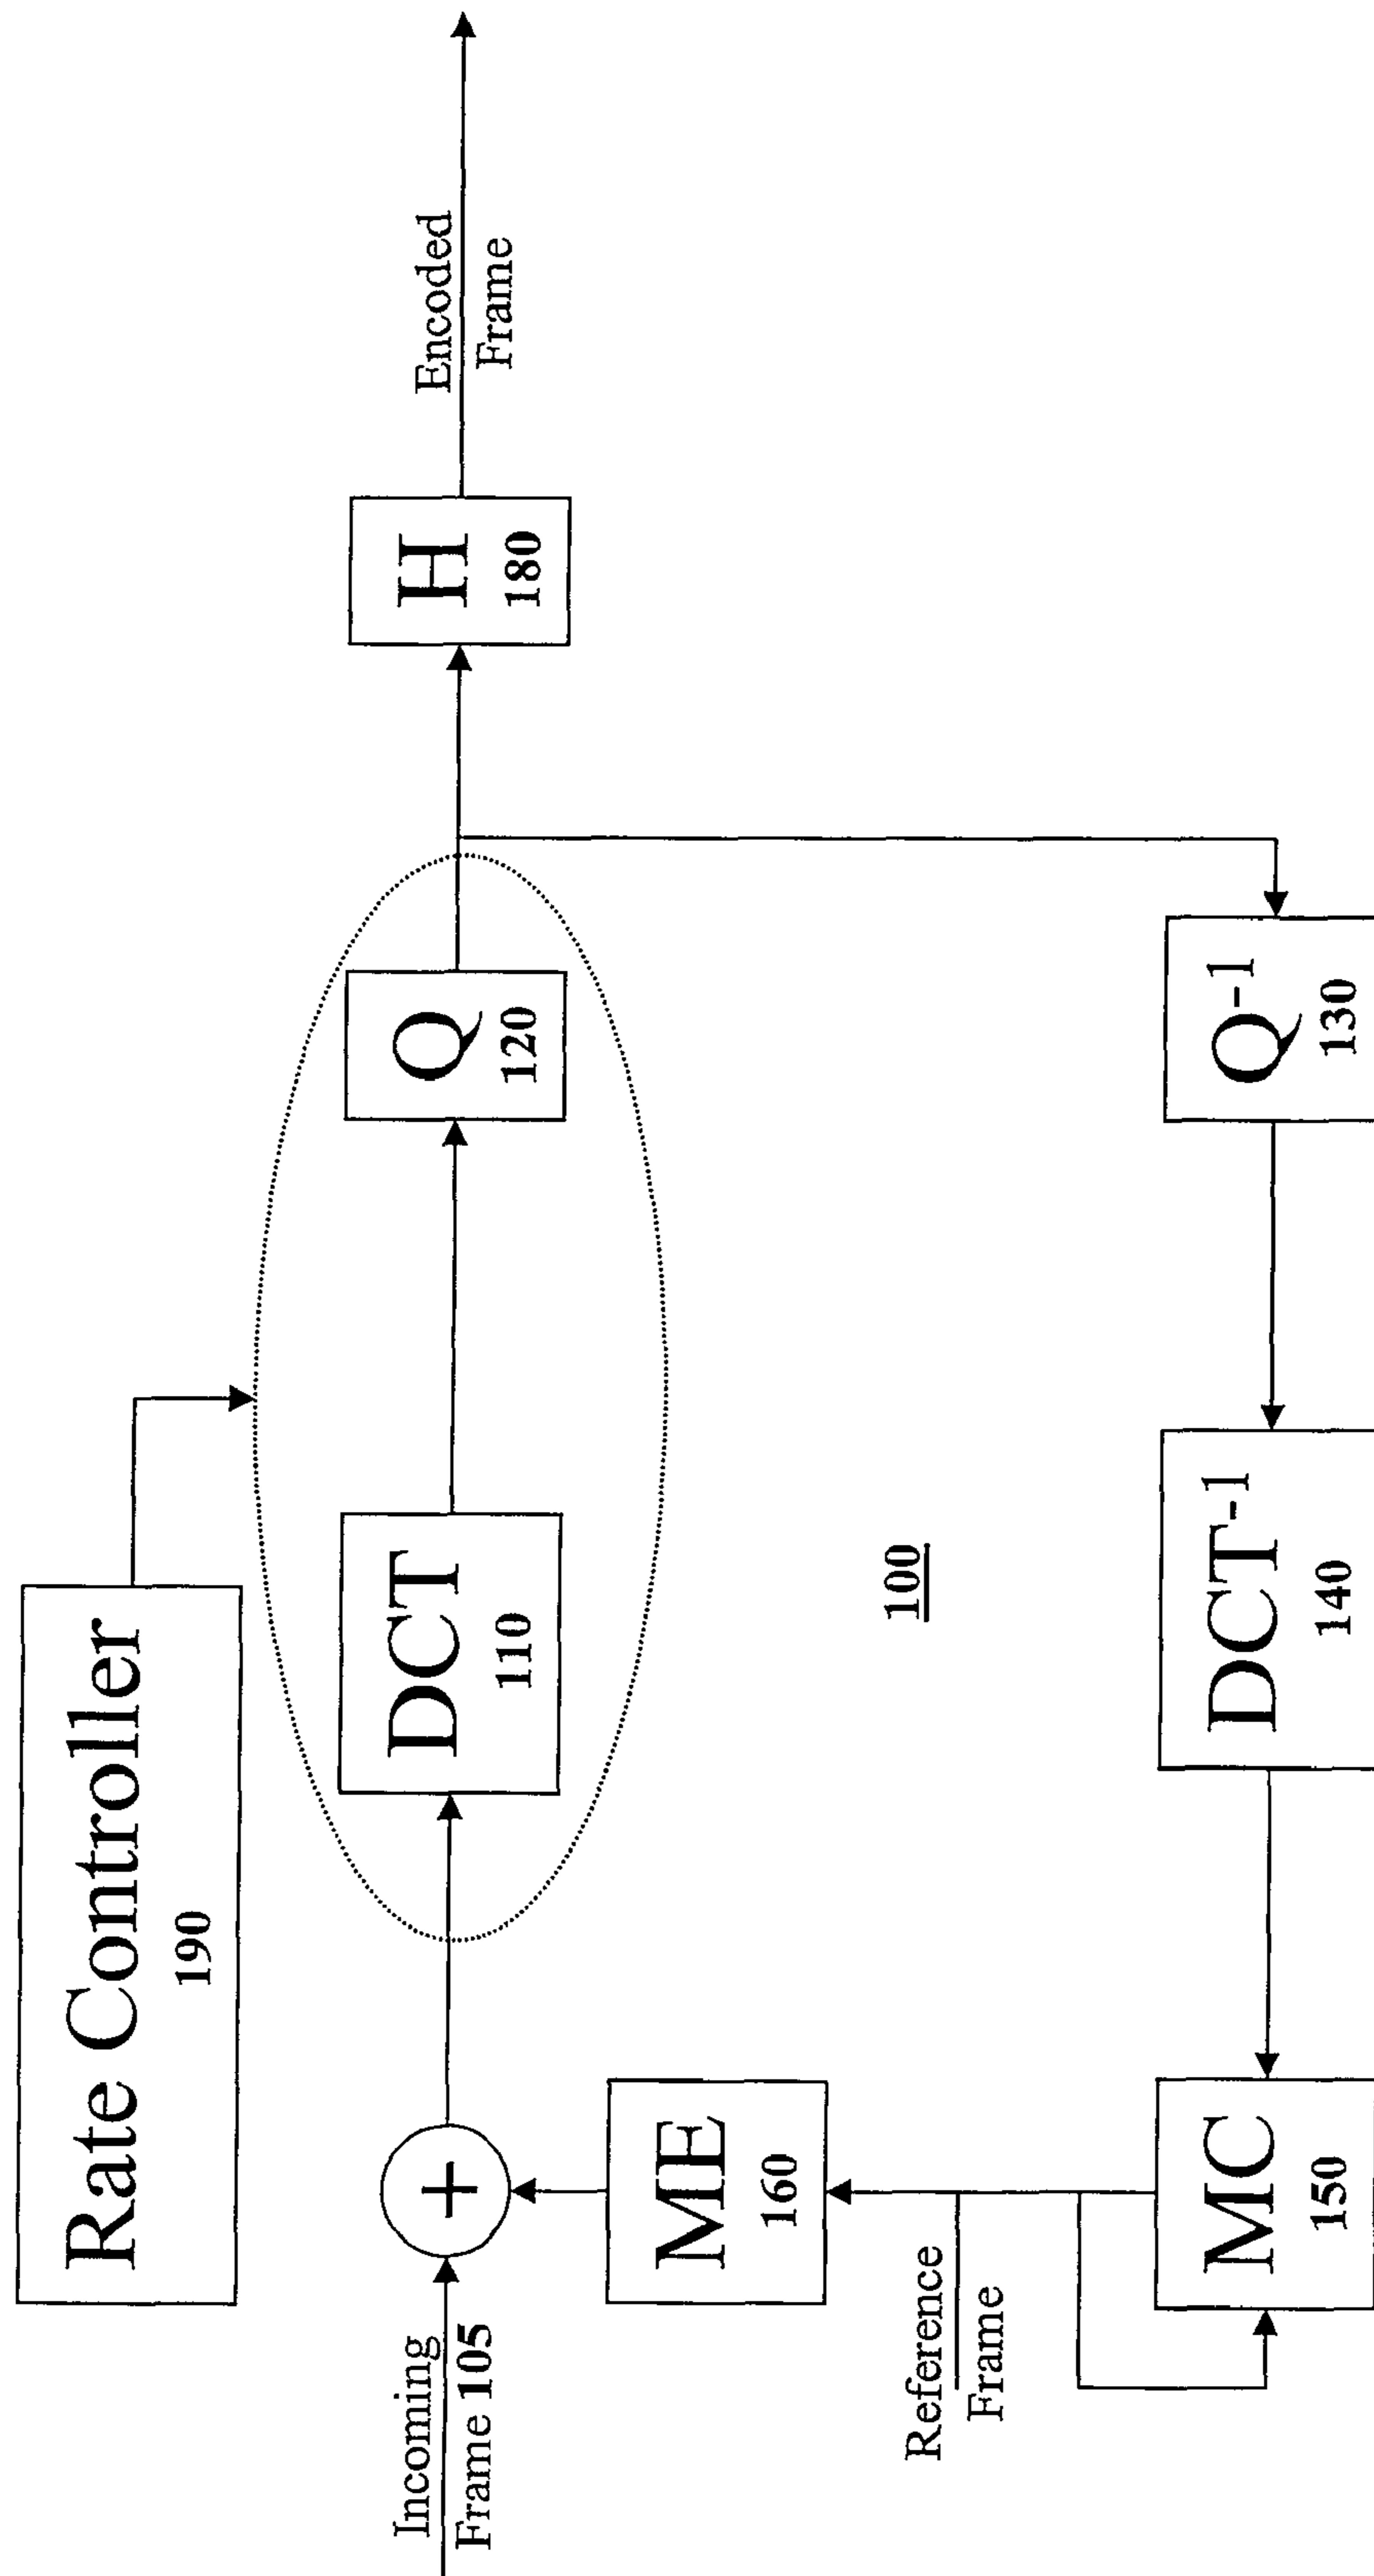 Rate Controller
190
Incoming
Frame 105
+
DCT
110
Q
120
H
180
Encoded
Frame
ME
160
100
Reference
Frame
MC
150
DCT-1
140
Q-1
130